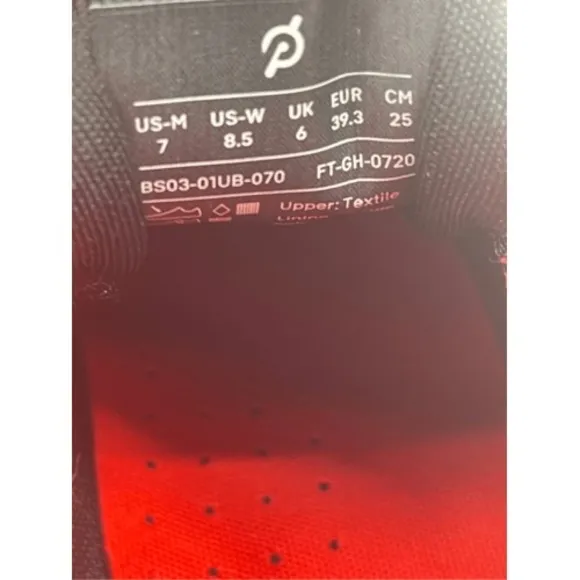 US-M US-W UK EUR CM
7 8.5 6 39.3 25
BS03-01UB-070 FT-GH-0720
Upper: Textile
Lining